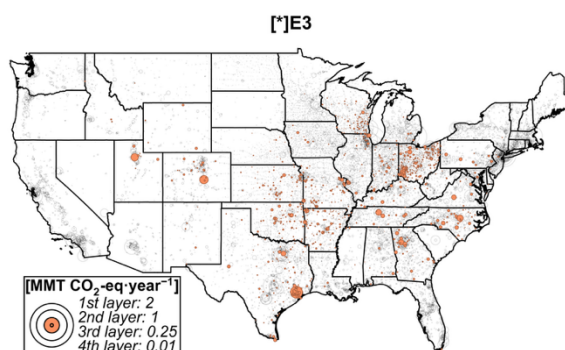 [*]E3
[MMT CO₂-eq·year⁻¹]
1st layer: 2
2nd layer: 1
3rd layer: 0.25
4th layer: 0.01